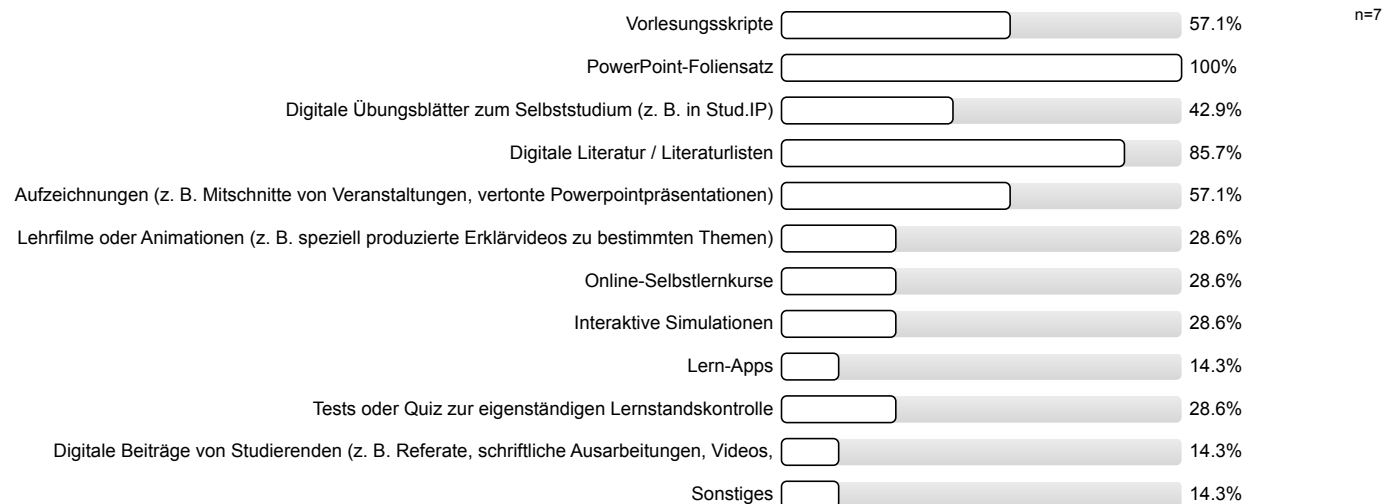 Vorlesungsskripte 57.1% n=7
PowerPoint-Foliensatz 100%
Digitale Übungsblätter zum Selbststudium (z. B. in Stud.IP) 42.9%
Digitale Literatur / Literaturlisten 85.7%
Aufzeichnungen (z. B. Mitschnitte von Veranstaltungen, vertonte Powerpointpräsentationen) 57.1%
Lehrfilme oder Animationen (z. B. speziell produzierte Erklärvideos zu bestimmten Themen) 28.6%
Online-Selbstlernkurse 28.6%
Interaktive Simulationen 28.6%
Lern-Apps 14.3%
Tests oder Quiz zur eigenständigen Lernstandskontrolle 28.6%
Digitale Beiträge von Studierenden (z. B. Referate, schriftliche Ausarbeitungen, Videos, 14.3%
Sonstiges 14.3%